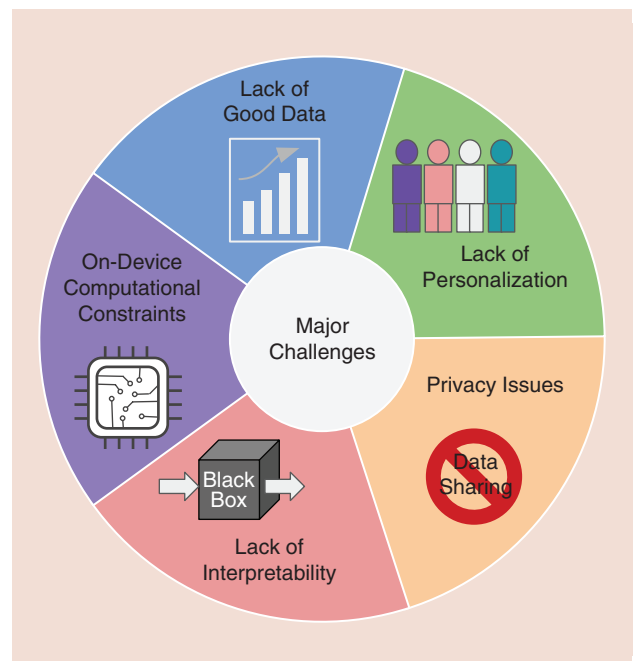 Lack of
Good Data
Lack of
Personalization
Privacy Issues
Data
Sharing
Black
Box
Lack of
Interpretability
On-Device
Computational
Constraints
Major
Challenges